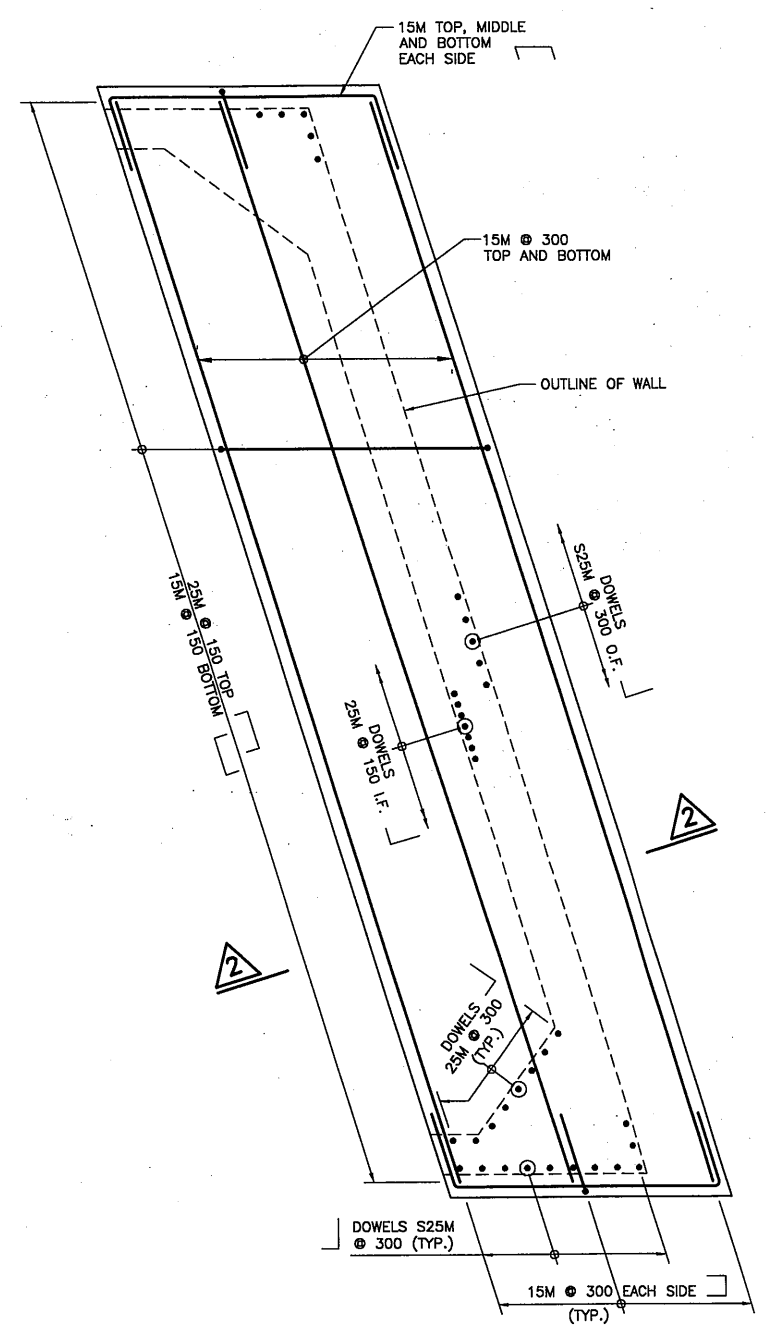 15M TOP, MIDDLE
AND BOTTOM
EACH SIDE
15M @ 300
TOP AND BOTTOM
OUTLINE OF WALL
DOWELS
S25M @ 300 O.F.
25M @ 150 TOP
15M @ 150 BOTTOM
DOWELS
25M @ 150 I.F.
2
2
DOWELS
25M @ 300
(TYP.)
DOWELS S25M
@ 300 (TYP.)
15M @ 300 EACH SIDE
(TYP.)